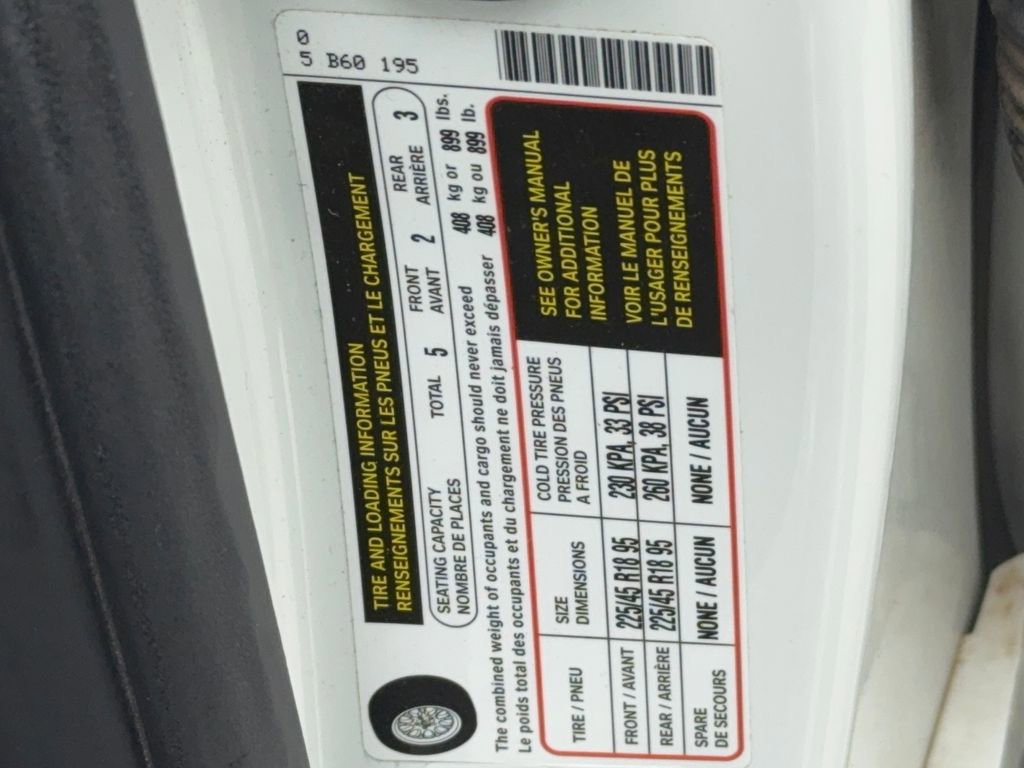 0
5 B60 195
TIRE AND LOADING INFORMATION
RENSEIGNEMENTS SUR LES PNEUS ET LE CHARGEMENT
SEATING CAPACITY TOTAL 5 FRONT 2 REAR 3
NOMBRE DE PLACES AVANT ARRIÈRE
The combined weight of occupants and cargo should never exceed 408 kg or 899 lbs.
Le poids total des occupants et du chargement ne doit jamais dépasser 408 kg ou 899 lb.
TIRE / PNEU SIZE DIMENSIONS COLD TIRE PRESSURE PRESSION DES PNEUS A FROID
FRONT / AVANT 225/45 R18 95 230 KPA, 33 PSI
REAR / ARRIÈRE 225/45 R18 95 260 KPA, 38 PSI
SPARE DE SECOURS NONE / AUCUN NONE / AUCUN
SEE OWNER'S MANUAL
FOR ADDITIONAL
INFORMATION
VOIR LE MANUEL DE
L'USAGER POUR PLUS
DE RENSEIGNEMENTS